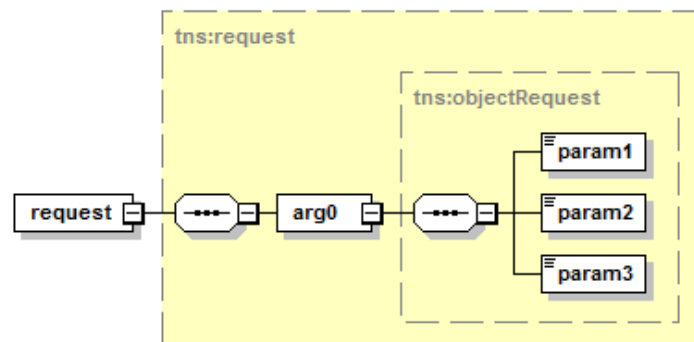 tns:request
tns:objectRequest
param1
request
arg0
param2
param3